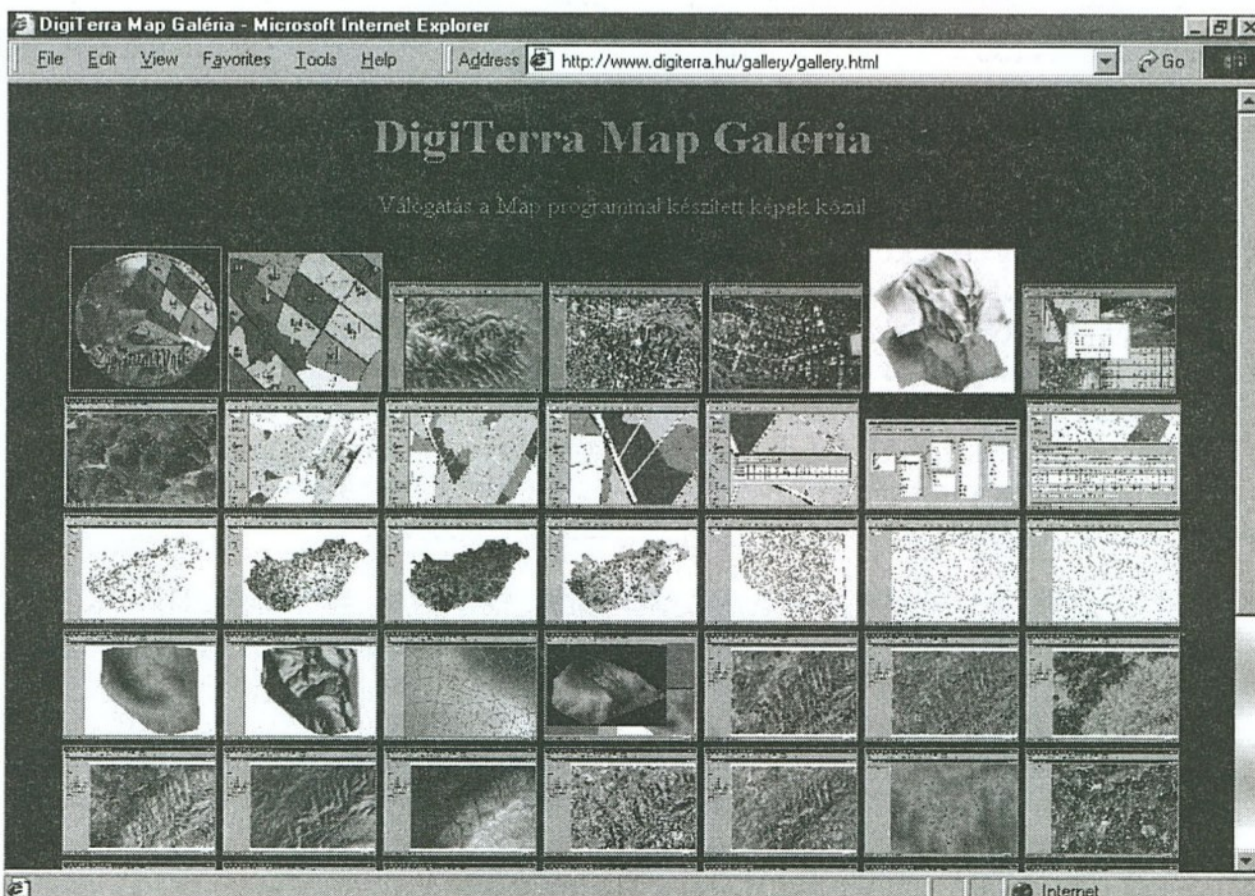 DigiTerra Map Galéria - Microsoft Internet Explorer
File Edit View Favorites Tools Help Address http://www.digiterra.hu/gallery/gallery.html Go
DigiTerra Map Galéria
Válogatás a Map programmal készített képek közül
Internet